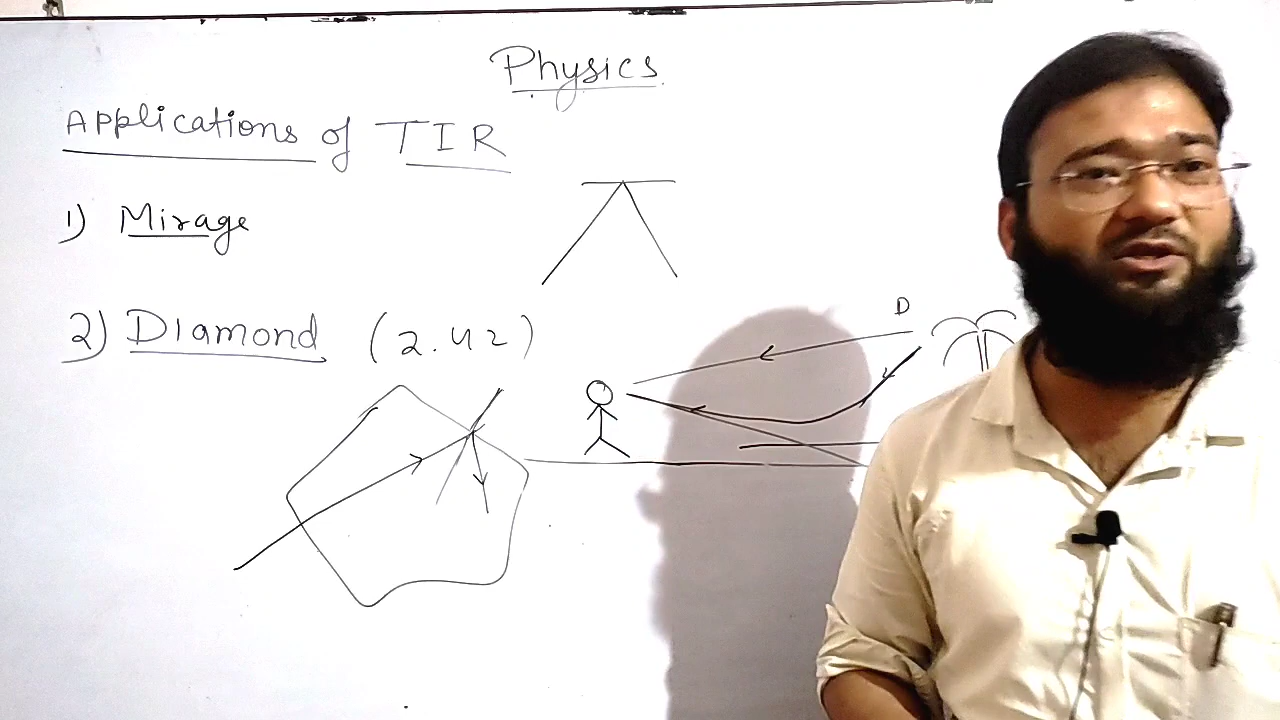 Physics
Applications of TIR
1) Mirage
2) Diamond (2.42)
D